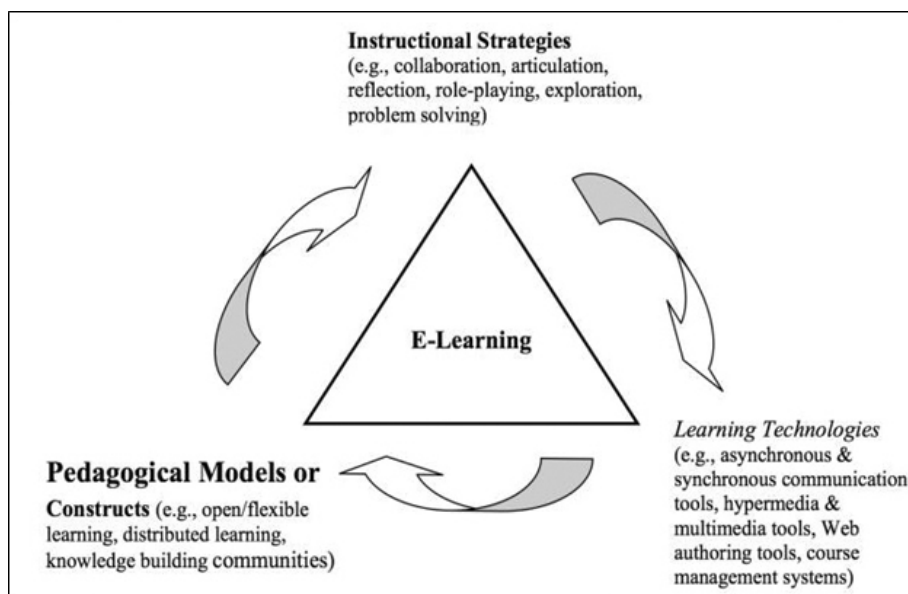 Instructional Strategies
(e.g., collaboration, articulation,
reflection, role-playing, exploration,
problem solving)
E-Learning
Pedagogical Models or
Constructs (e.g., open/flexible
learning, distributed learning,
knowledge building communities)
Learning Technologies
(e.g., asynchronous &
synchronous communication
tools, hypermedia &
multimedia tools, Web
authoring tools, course
management systems)